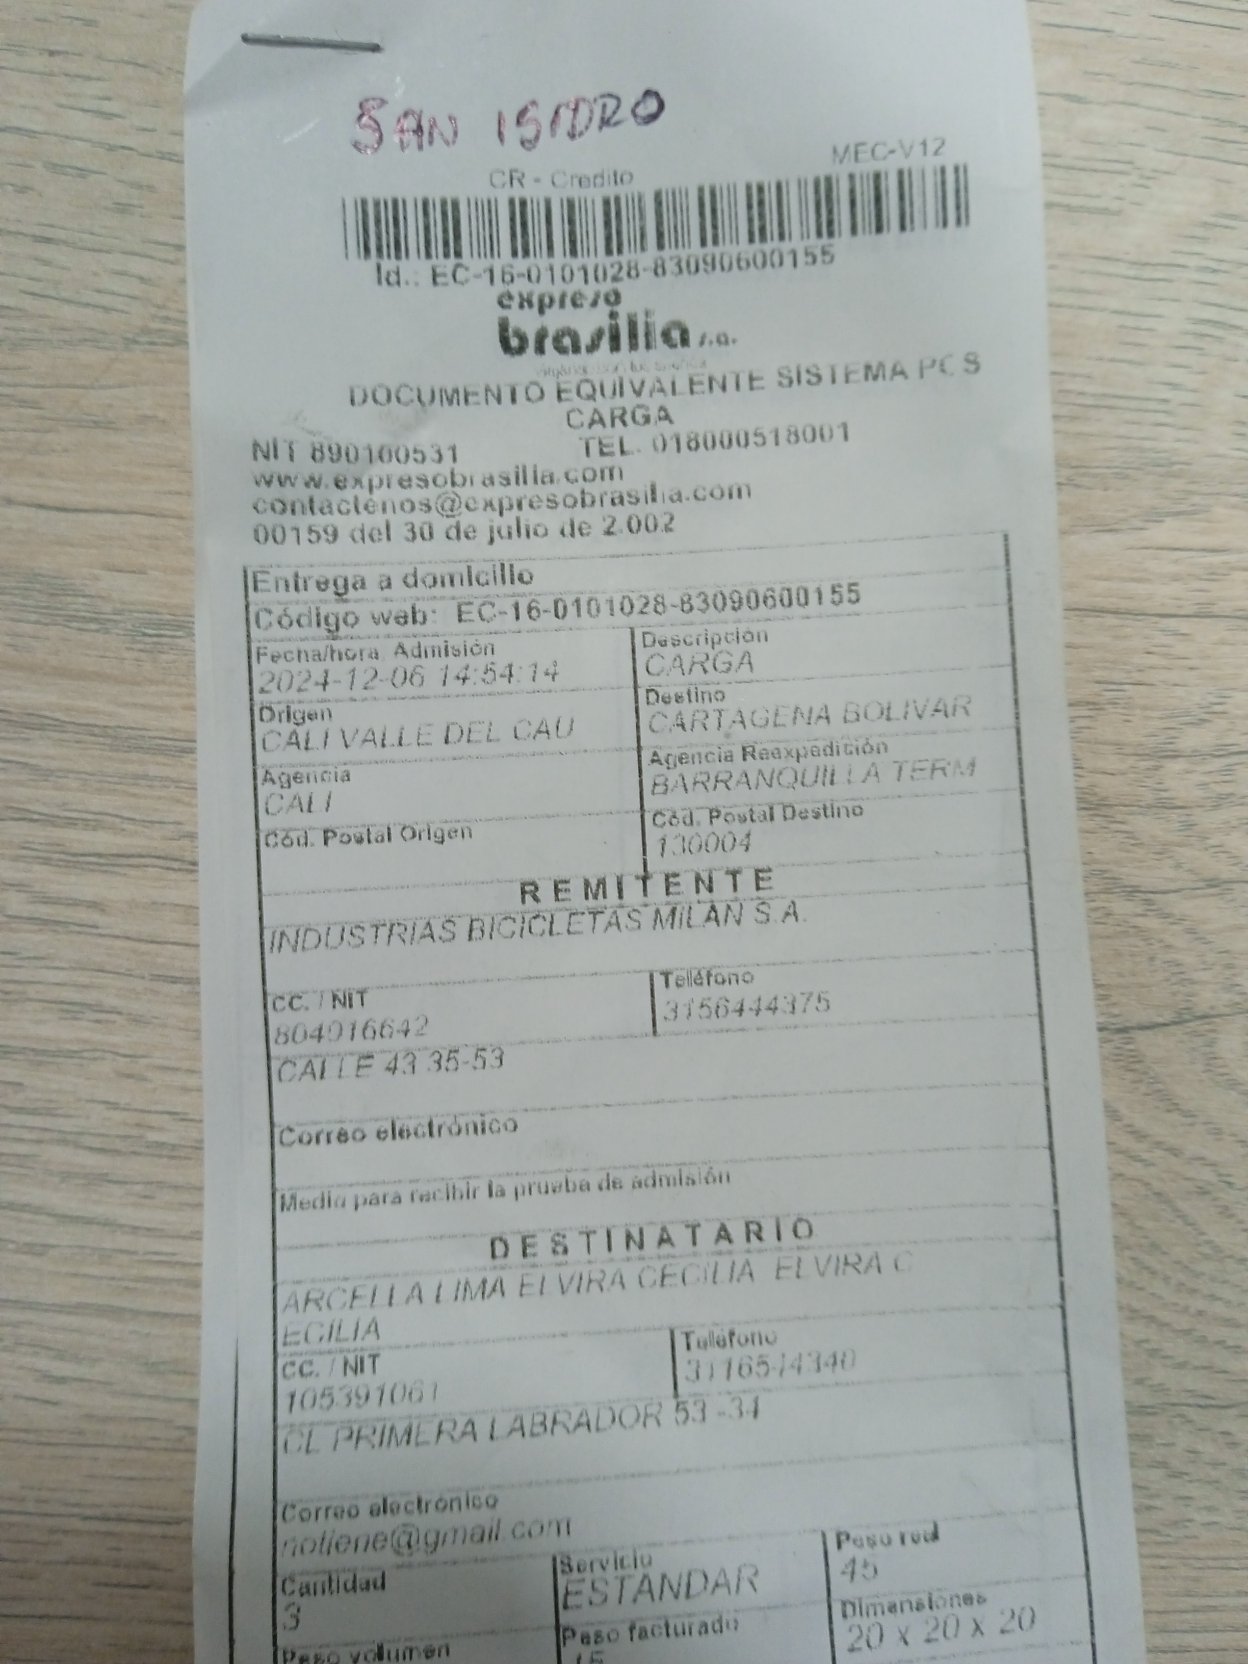 SAN ISIDRO
MEC-V12
CR - Credito
Id.: EC-16-0101028-83090600155
expreso
brasilia s.a.
DOCUMENTO EQUIVALENTE SISTEMA POS
CARGA
NIT 890100531 TEL. 018000518001
www.expresobrasilia.com
contactenos@expresobrasilia.com
00159 del 30 de julio de 2.002
Entrega a domicilio
Código web: EC-16-0101028-83090600155
Fecha/hora Admisión Descripción
2024-12-06 14:54:14 CARGA
Origen Destino
CALI VALLE DEL CAU CARTAGENA BOLIVAR
Agencia Agencia Reexpedición
CALI BARRANQUILLA TERM
Cód. Postal Origen Cód. Postal Destino
130004
REMITENTE
INDUSTRIAS BICICLETAS MILAN S.A.
CC. / NIT Teléfono
804016642 3156444375
CALLE 43 35-53
Correo electrónico
Medio para recibir la prueba de admisión
DESTINATARIO
ARCELLA LIMA ELVIRA CECILIA ELVIRA C
ECILIA
CC. / NIT Teléfono
105391061
CL PRIMERA LABRADOR 53 -34
Correo electrónico
notiene@gmail.com
Cantidad Servicio Peso real
3 ESTANDAR 45
Peso volumen Peso facturado Dimensiones
20 x 20 x 20